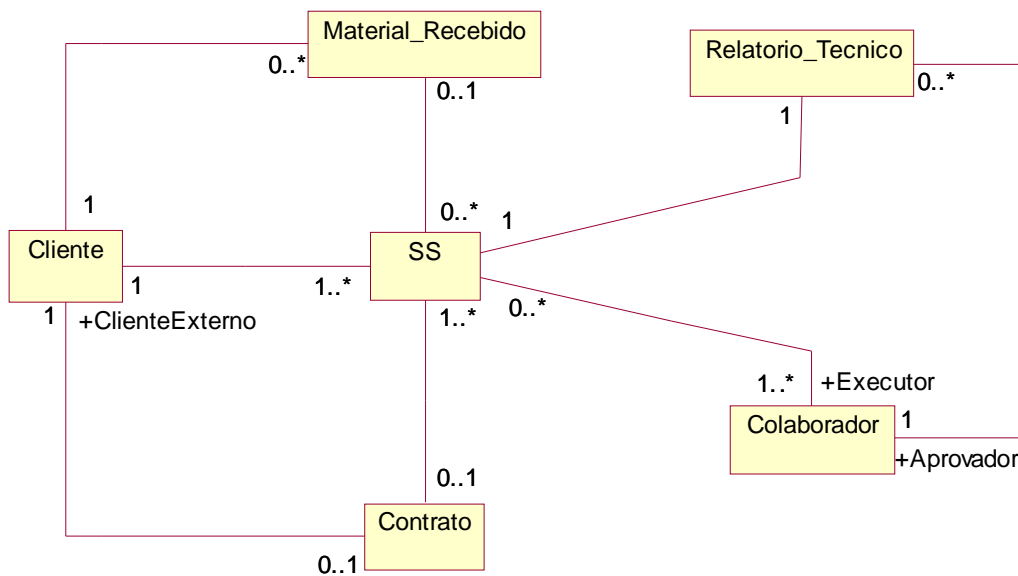 Material_Recebido
Relatorio_Tecnico
0..*
0..1
0..*
1
1
0..*
1
Cliente
SS
1
1..*
1..*
0..*
1
+ClienteExterno
1..*
+Executor
Colaborador
1
+Aprovador
0..1
Contrato
0..1